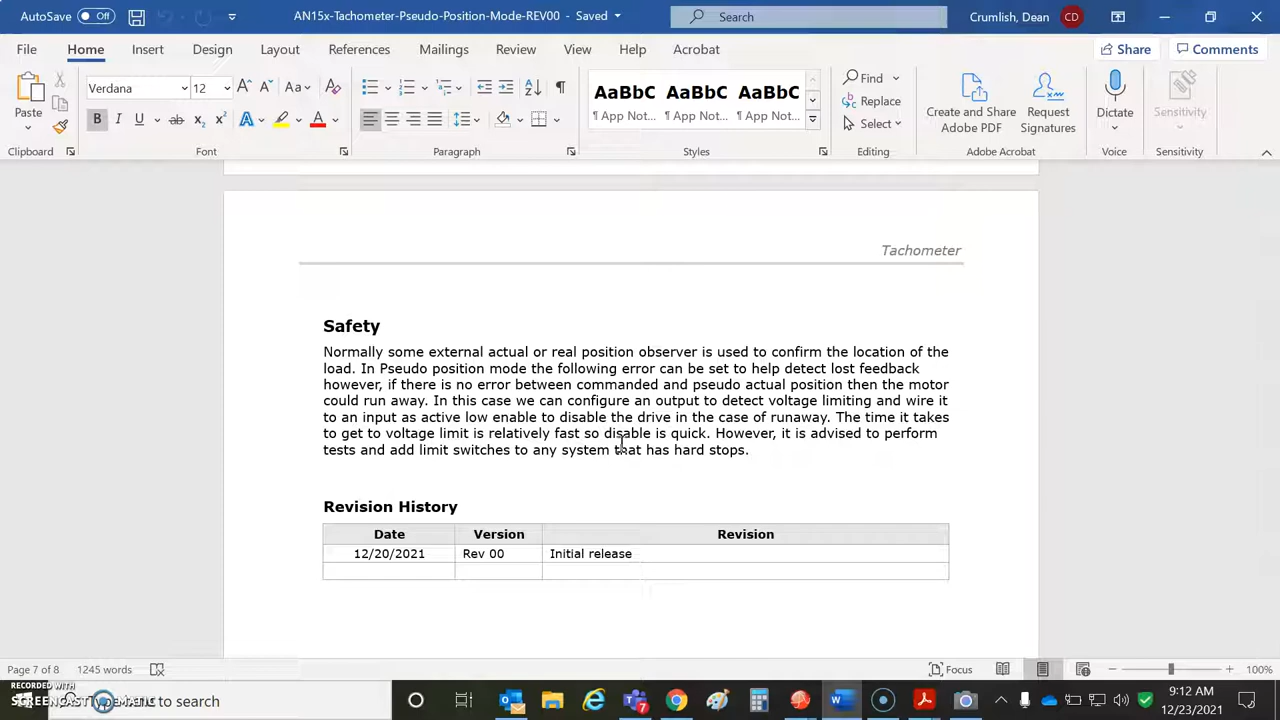 AutoSave Off AN15x-Tachometer-Pseudo-Position-Mode-REV00 - Saved Search Crumlish, Dean CD
File Home Insert Design Layout References Mailings Review View Help Acrobat Share Comments
Paste
Clipboard
Verdana 12
Font
Paragraph
AaBbC AaBbC AaBbC
¶ App Not... ¶ App Not... ¶ App Not...
Styles
Find
Replace
Select
Editing
Create and Share Adobe PDF
Request Signatures
Adobe Acrobat
Dictate
Voice
Sensitivity
Sensitivity
Tachometer
Safety
Normally some external actual or real position observer is used to confirm the location of the
load. In Pseudo position mode the following error can be set to help detect lost feedback
however, if there is no error between commanded and pseudo actual position then the motor
could run away. In this case we can configure an output to detect voltage limiting and wire it
to an input as active low enable to disable the drive in the case of runaway. The time it takes
to get to voltage limit is relatively fast so disable is quick. However, it is advised to perform
tests and add limit switches to any system that has hard stops.
Revision History
Date Version Revision
12/20/2021 Rev 00 Initial release
Page 7 of 8 1245 words Focus 100%
RECORDED WITH
SCREENCAST-O-MATIC
Type here to search
9:12 AM
12/23/2021